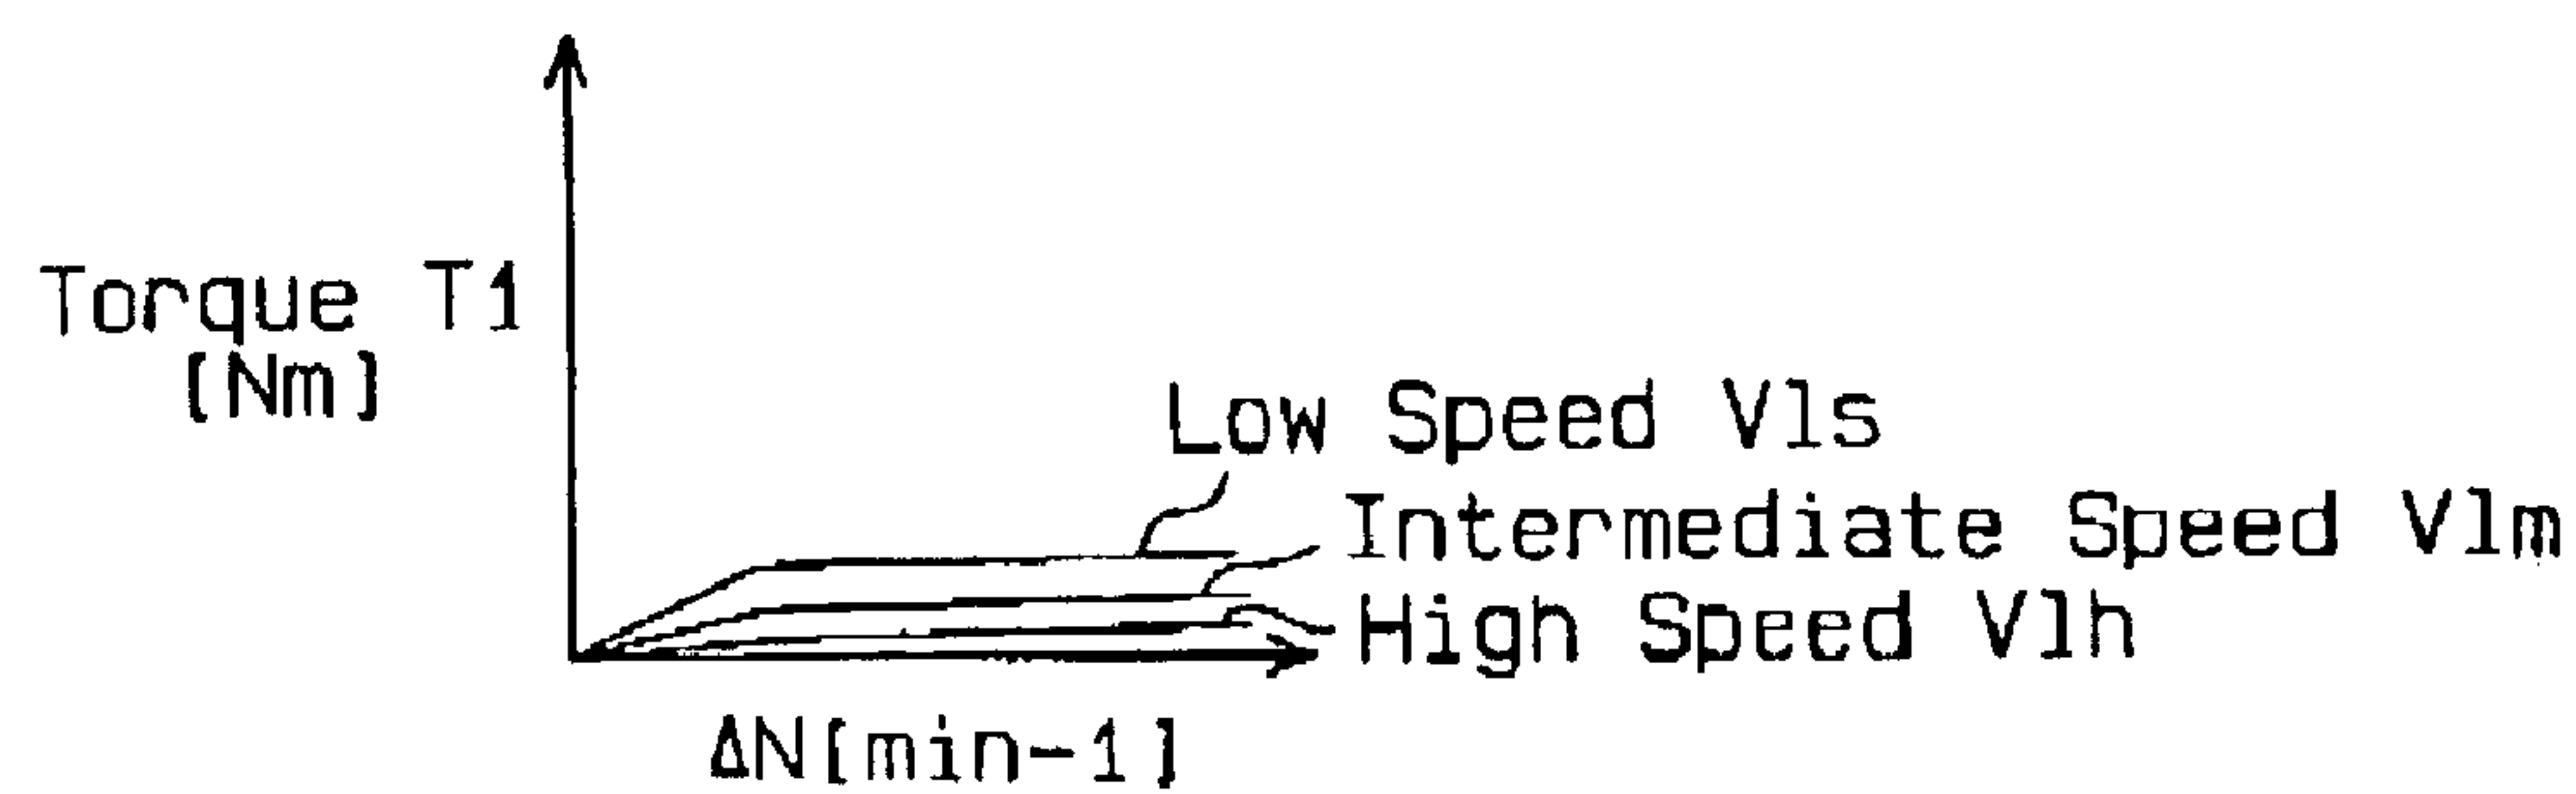 Torque T1
[Nm]
Low Speed Vls
Intermediate Speed Vlm
High Speed Vlh
ΔN[min-1]